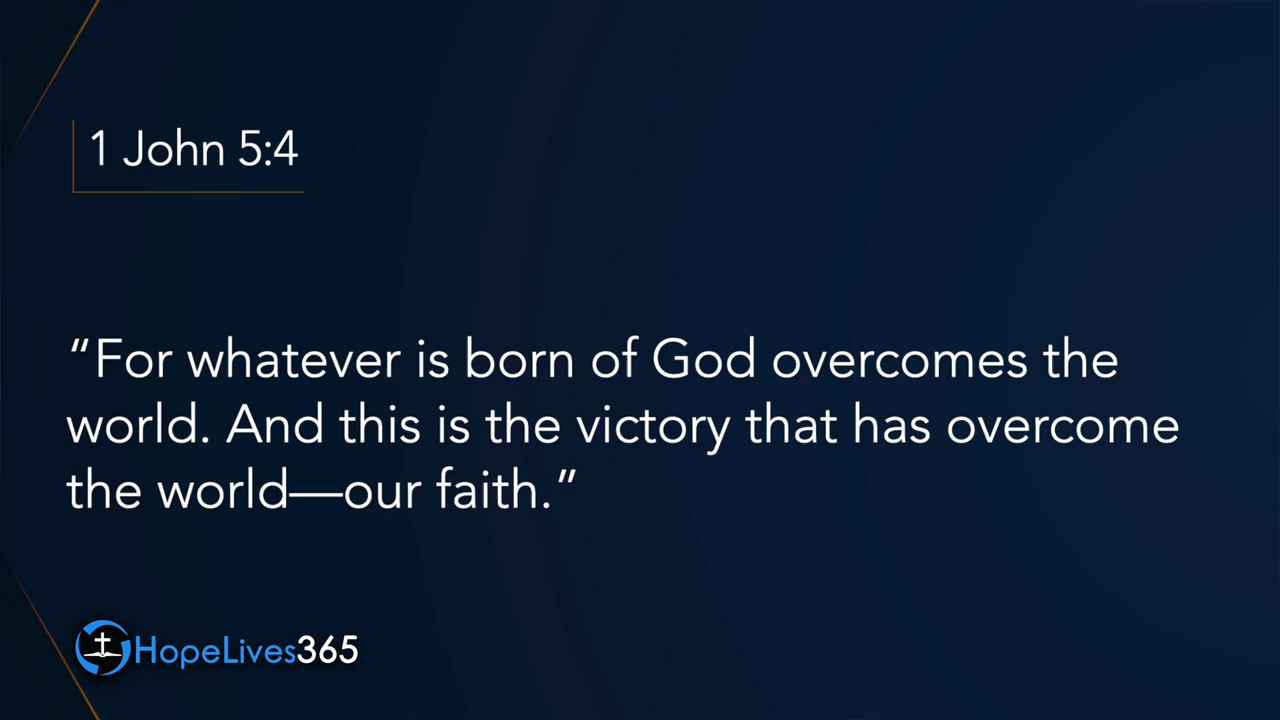 1 John 5:4
“For whatever is born of God overcomes the
world. And this is the victory that has overcome
the world—our faith.”
HopeLives365